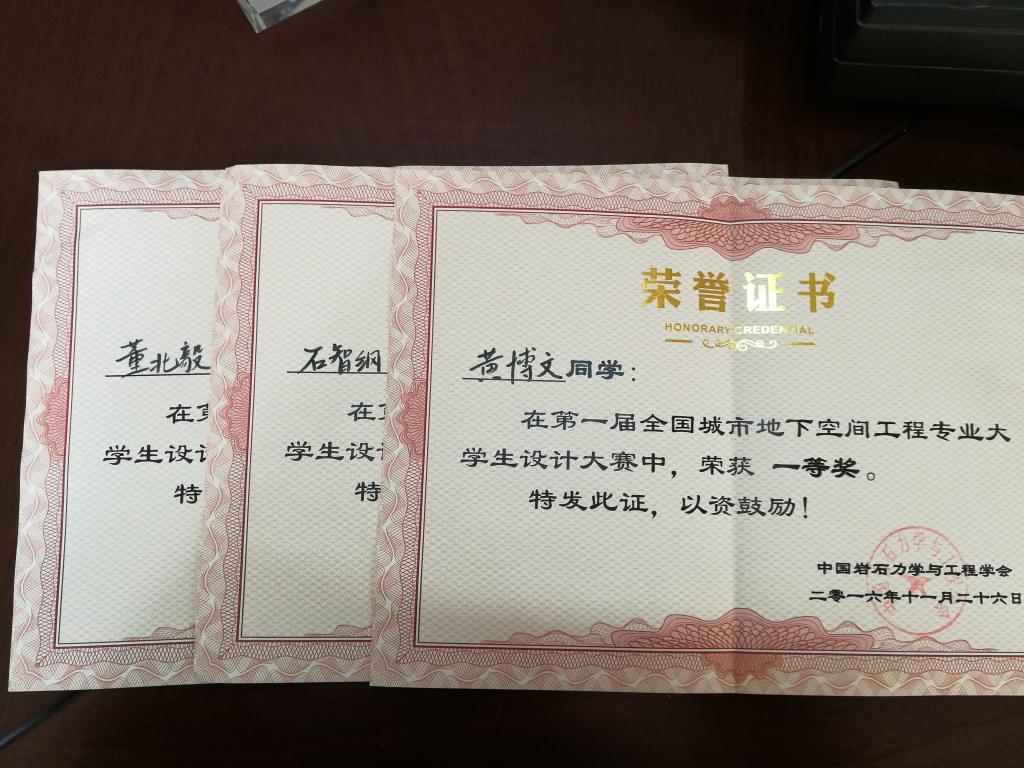 董北毅
在第
学生设计
特
石智纲
在第
学生设计
特
荣誉证书
HONORARY CREDENTIAL
黄博文同学：
在第一届全国城市地下空间工程专业大
学生设计大赛中，荣获 一等奖。
特发此证，以资鼓励！
中国岩石力学与工程学会
二零一六年十一月二十六日